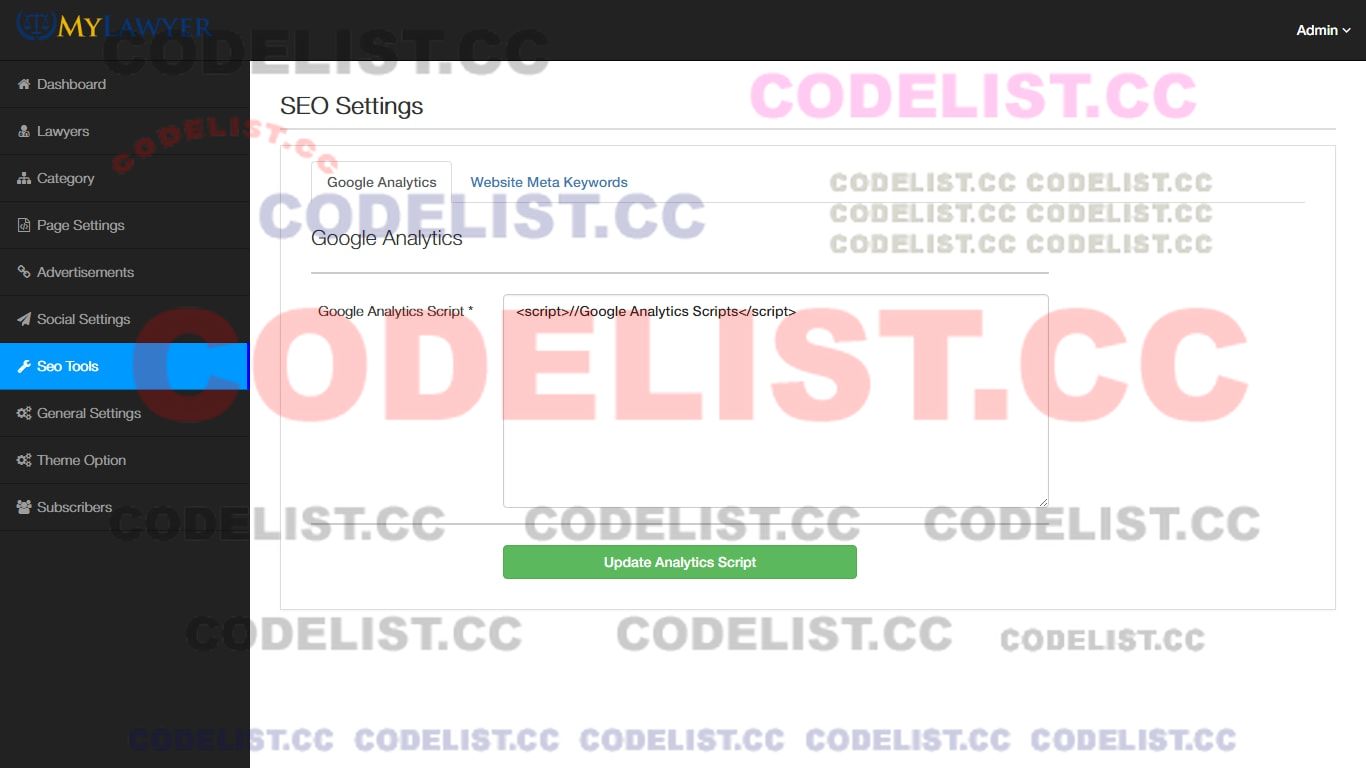 MYLAWYER
Admin
CODELIST.CC
Dashboard
SEO Settings
CODELIST.CC
Lawyers
CODELIST.CC
Category
Google Analytics
Website Meta Keywords
CODELIST.CC CODELIST.CC
CODELIST.CC CODELIST.CC
CODELIST.CC CODELIST.CC
Page Settings
CODELIST.CC
Google Analytics
Advertisements
Social Settings
Google Analytics Script *
<script>//Google Analytics Scripts</script>
CODELIST.CC
Seo Tools
General Settings
Theme Option
Subscribers
CODELIST.CC CODELIST.CC CODELIST.CC
Update Analytics Script
CODELIST.CC CODELIST.CC CODELIST.CC
CODELIST.CC CODELIST.CC CODELIST.CC CODELIST.CC CODELIST.CC